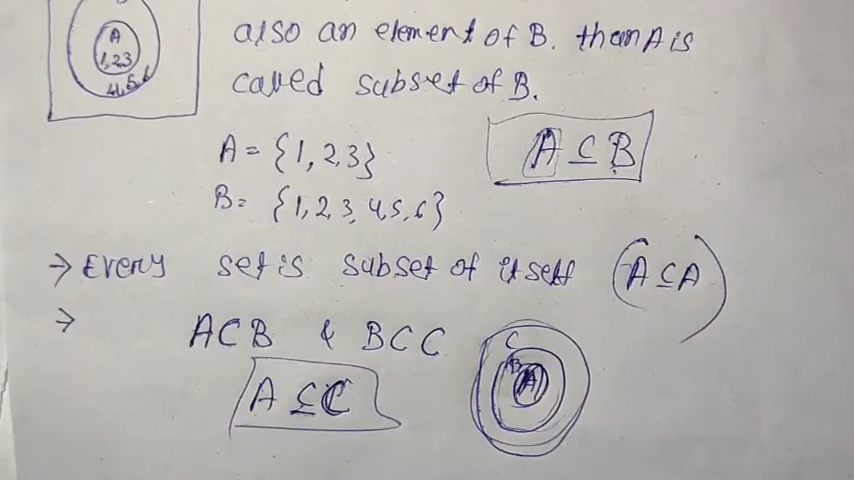 A
1,2,3
4,5,6
also an element of B. than A is
called subset of B.
A = {1, 2, 3}
A ⊆ B
B = {1, 2, 3, 4, 5, 6}
→ Every set is subset of itself (A ⊆ A)
→ A ⊂ B & B ⊂ C
A ⊆ C
C
B
A